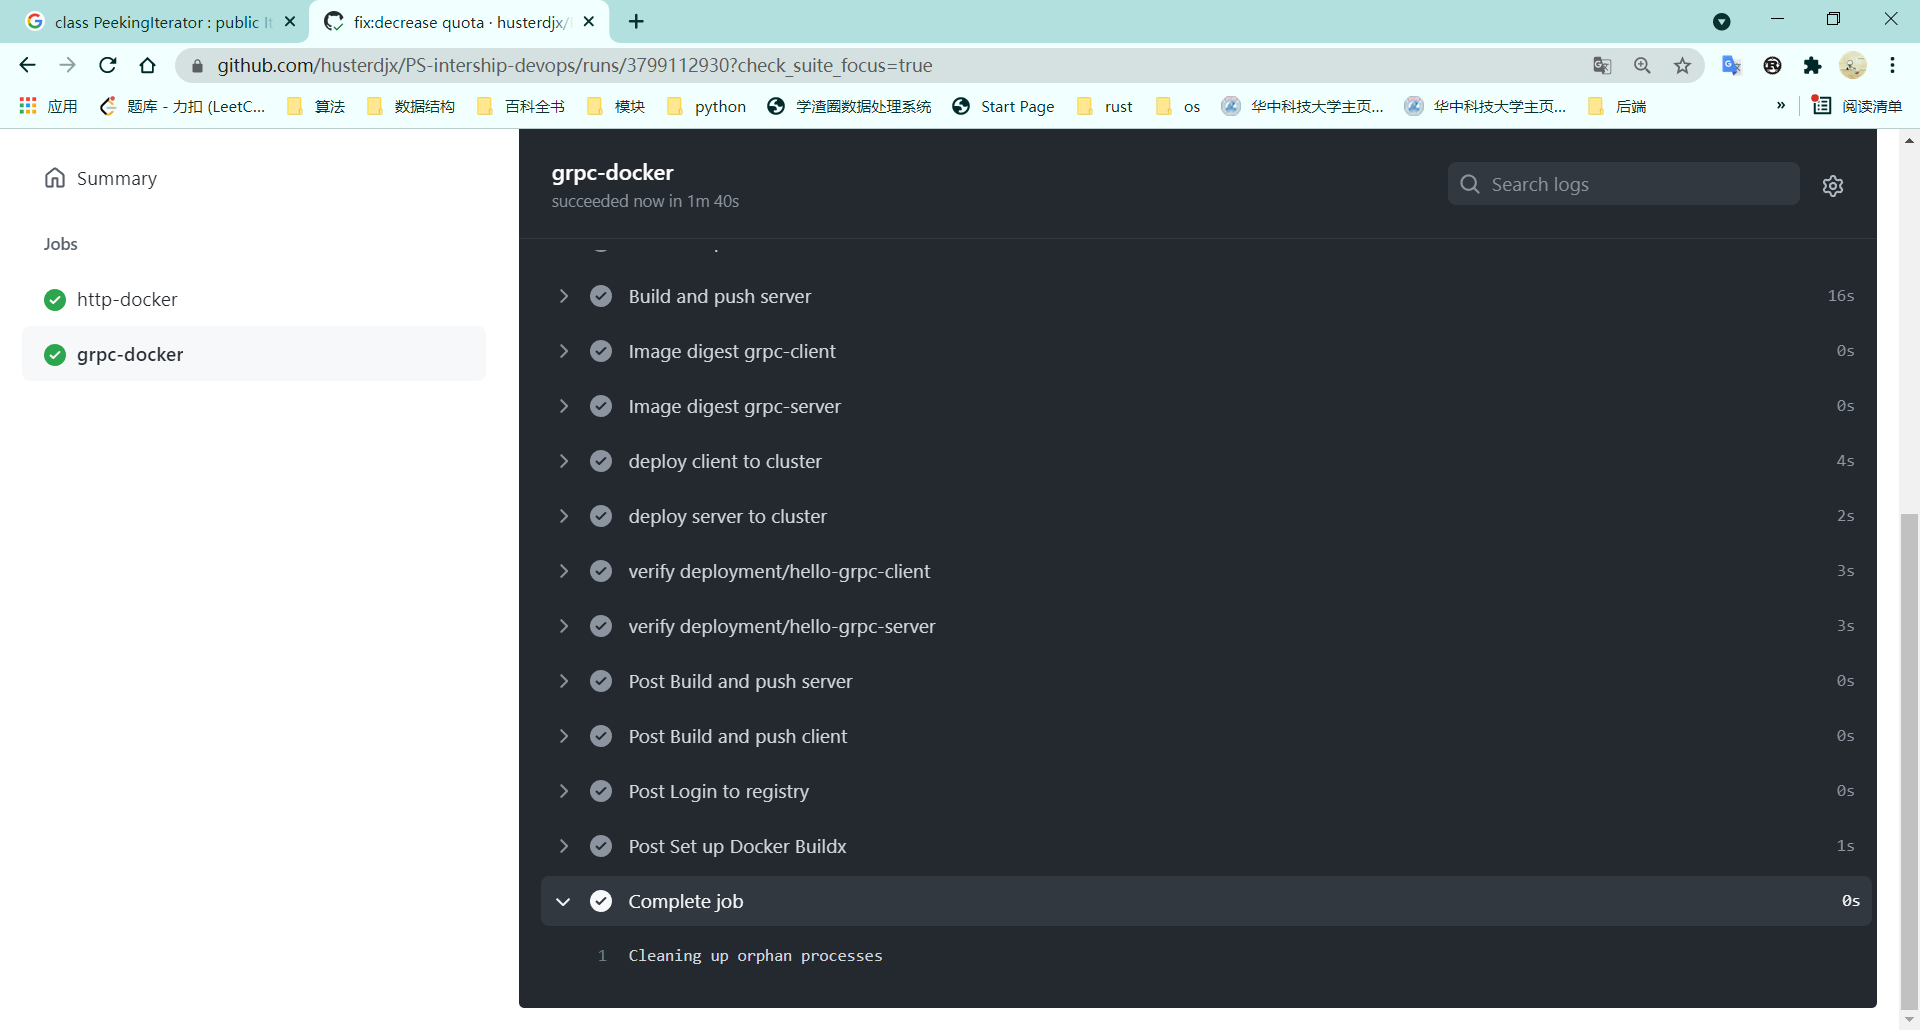 class PeekingIterator : public It
fix:decrease quota · husterdjx/
github.com/husterdjx/PS-intership-devops/runs/3799112930?check_suite_focus=true
应用
题库 - 力扣 (LeetC...
算法
数据结构
百科全书
模块
python
学渣圈数据处理系统
Start Page
rust
os
华中科技大学主页...
华中科技大学主页...
后端
»
阅读清单
Summary
Jobs
http-docker
grpc-docker
grpc-docker
succeeded now in 1m 40s
Search logs
Build and push server 16s
Image digest grpc-client 0s
Image digest grpc-server 0s
deploy client to cluster 4s
deploy server to cluster 2s
verify deployment/hello-grpc-client 3s
verify deployment/hello-grpc-server 3s
Post Build and push server 0s
Post Build and push client 0s
Post Login to registry 0s
Post Set up Docker Buildx 1s
Complete job 0s
1 Cleaning up orphan processes